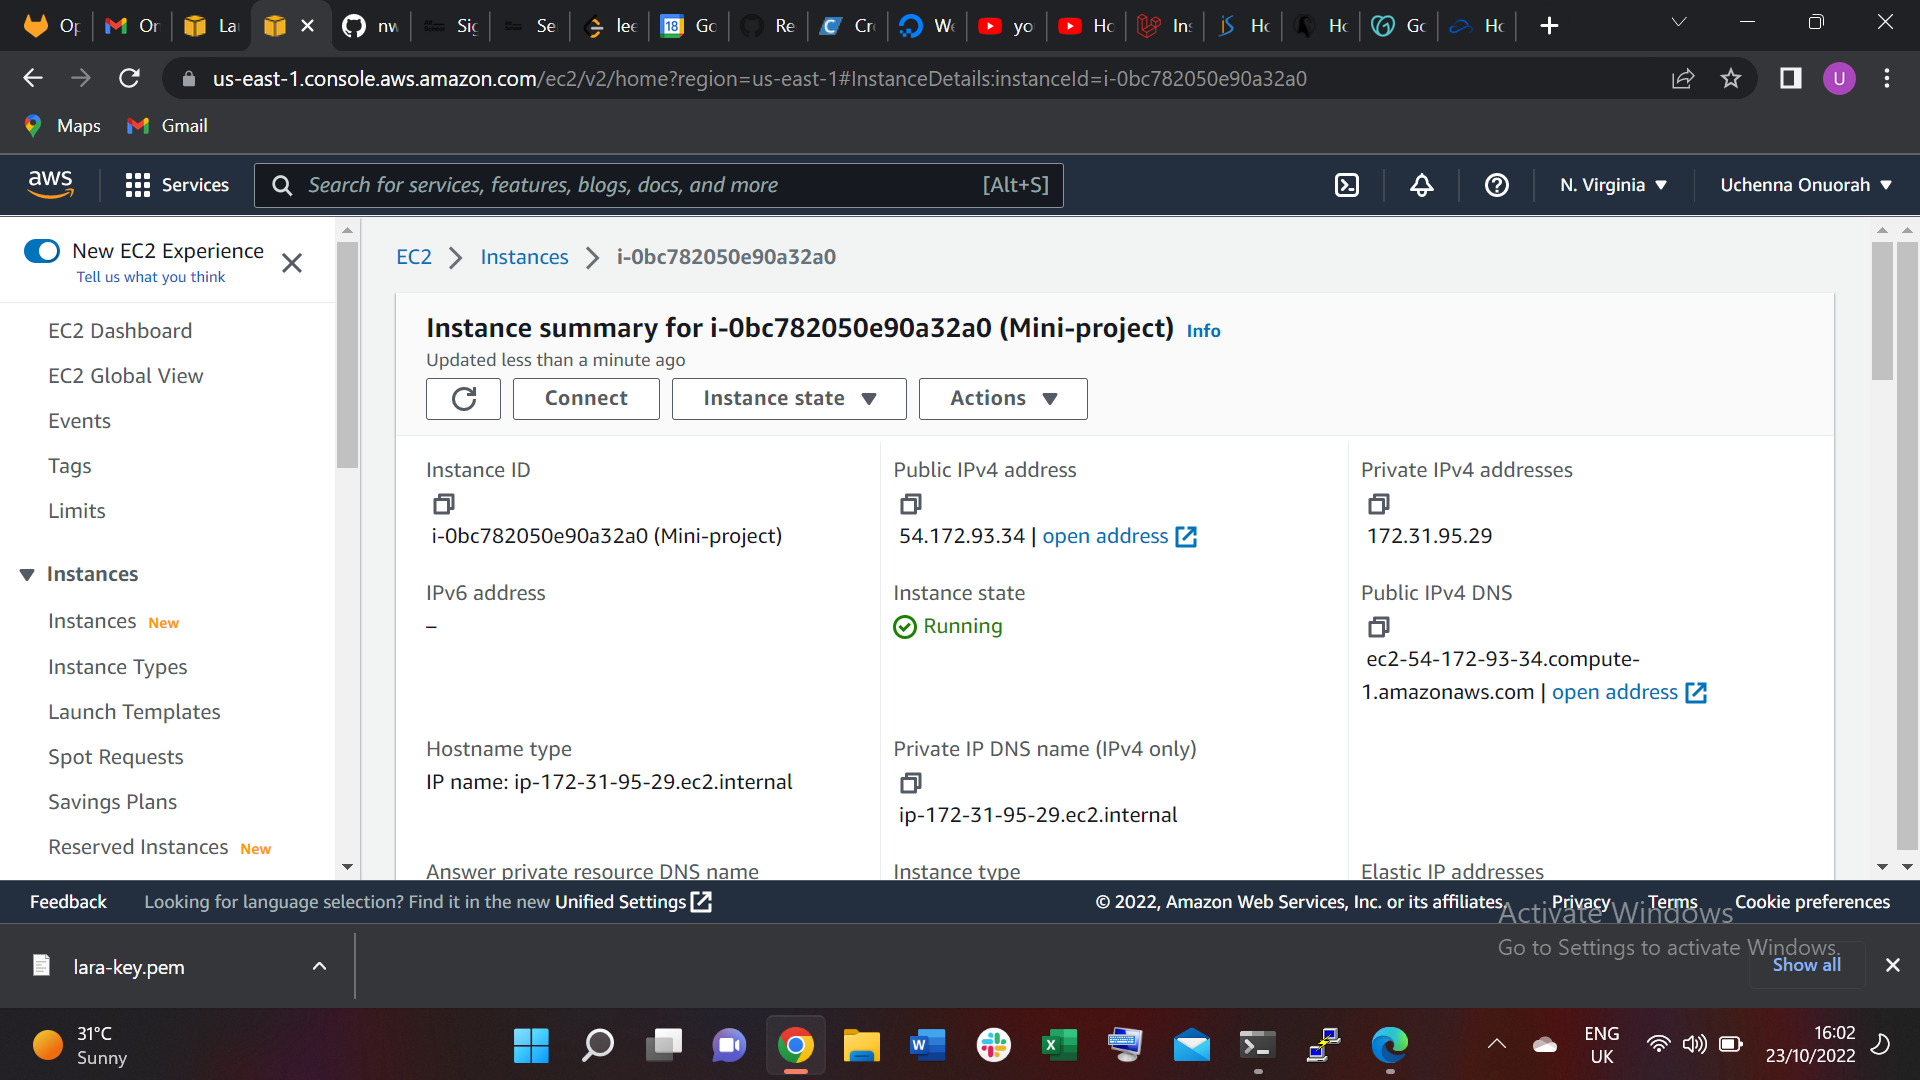 Op
Or
La
nw
Sig
Se
lee
18
Go
Re
Cr
We
yo
Ho
Ins
Ho
Ho
Go
Ho
us-east-1.console.aws.amazon.com/ec2/v2/home?region=us-east-1#InstanceDetails:instanceId=i-0bc782050e90a32a0
U
Maps
Gmail
aws
Services
Search for services, features, blogs, docs, and more
[Alt+S]
N. Virginia
Uchenna Onuorah
New EC2 Experience
Tell us what you think
EC2 Dashboard
EC2 Global View
Events
Tags
Limits
Instances
Instances New
Instance Types
Launch Templates
Spot Requests
Savings Plans
Reserved Instances New
EC2
Instances
i-0bc782050e90a32a0
Instance summary for i-0bc782050e90a32a0 (Mini-project) Info
Updated less than a minute ago
Connect
Instance state
Actions
Instance ID
i-0bc782050e90a32a0 (Mini-project)
Public IPv4 address
54.172.93.34 | open address
Private IPv4 addresses
172.31.95.29
IPv6 address
–
Instance state
Running
Public IPv4 DNS
ec2-54-172-93-34.compute-
1.amazonaws.com | open address
Hostname type
IP name: ip-172-31-95-29.ec2.internal
Private IP DNS name (IPv4 only)
ip-172-31-95-29.ec2.internal
Answer private resource DNS name
Instance type
Elastic IP addresses
Feedback
Looking for language selection? Find it in the new Unified Settings
© 2022, Amazon Web Services, Inc. or its affiliates.
Privacy
Terms
Cookie preferences
Activate Windows
Go to Settings to activate Windows.
lara-key.pem
Show all
31°C
Sunny
ENG
UK
16:02
23/10/2022